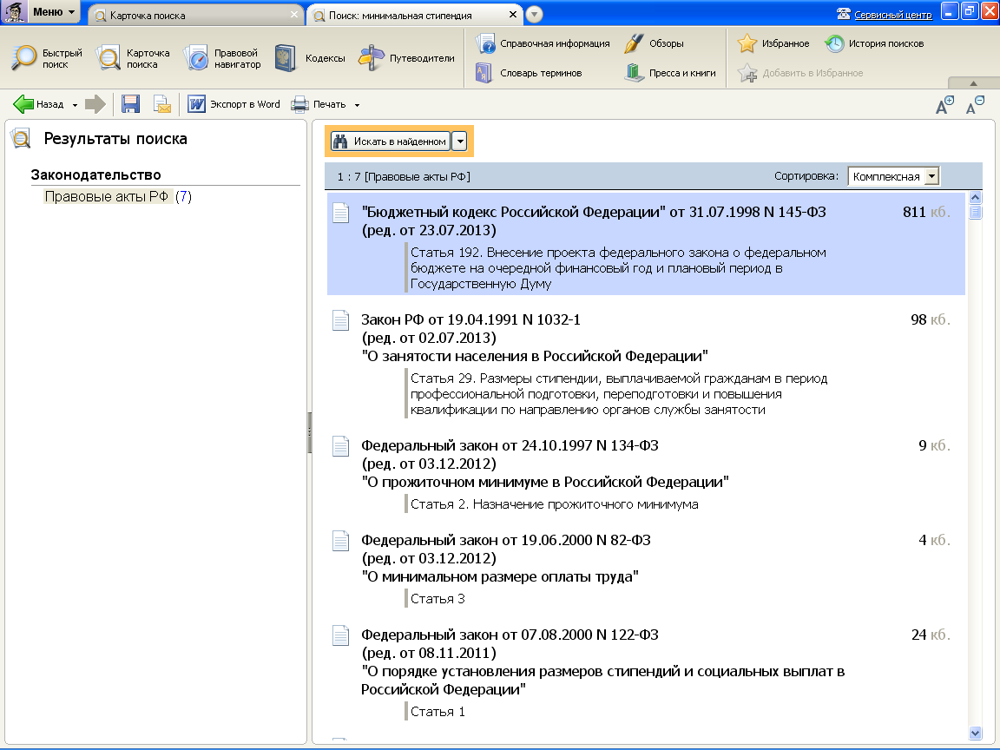 Меню
Карточка поиска
Поиск: минимальная стипендия
Сервисный центр
Быстрый поиск
Карточка поиска
Правовой навигатор
Кодексы
Путеводители
Справочная информация
Словарь терминов
Обзоры
Пресса и книги
Избранное
Добавить в Избранное
История поисков
Назад
Экспорт в Word
Печать
Результаты поиска
Законодательство
Правовые акты РФ (7)
Искать в найденном
1 : 7 [Правовые акты РФ]
Сортировка: Комплексная
"Бюджетный кодекс Российской Федерации" от 31.07.1998 N 145-ФЗ 811 кб.
(ред. от 23.07.2013)
Статья 192. Внесение проекта федерального закона о федеральном
бюджете на очередной финансовый год и плановый период в
Государственную Думу
Закон РФ от 19.04.1991 N 1032-1 98 кб.
(ред. от 02.07.2013)
"О занятости населения в Российской Федерации"
Статья 29. Размеры стипендии, выплачиваемой гражданам в период
профессиональной подготовки, переподготовки и повышения
квалификации по направлению органов службы занятости
Федеральный закон от 24.10.1997 N 134-ФЗ 9 кб.
(ред. от 03.12.2012)
"О прожиточном минимуме в Российской Федерации"
Статья 2. Назначение прожиточного минимума
Федеральный закон от 19.06.2000 N 82-ФЗ 4 кб.
(ред. от 03.12.2012)
"О минимальном размере оплаты труда"
Статья 3
Федеральный закон от 07.08.2000 N 122-ФЗ 24 кб.
(ред. от 08.11.2011)
"О порядке установления размеров стипендий и социальных выплат в
Российской Федерации"
Статья 1